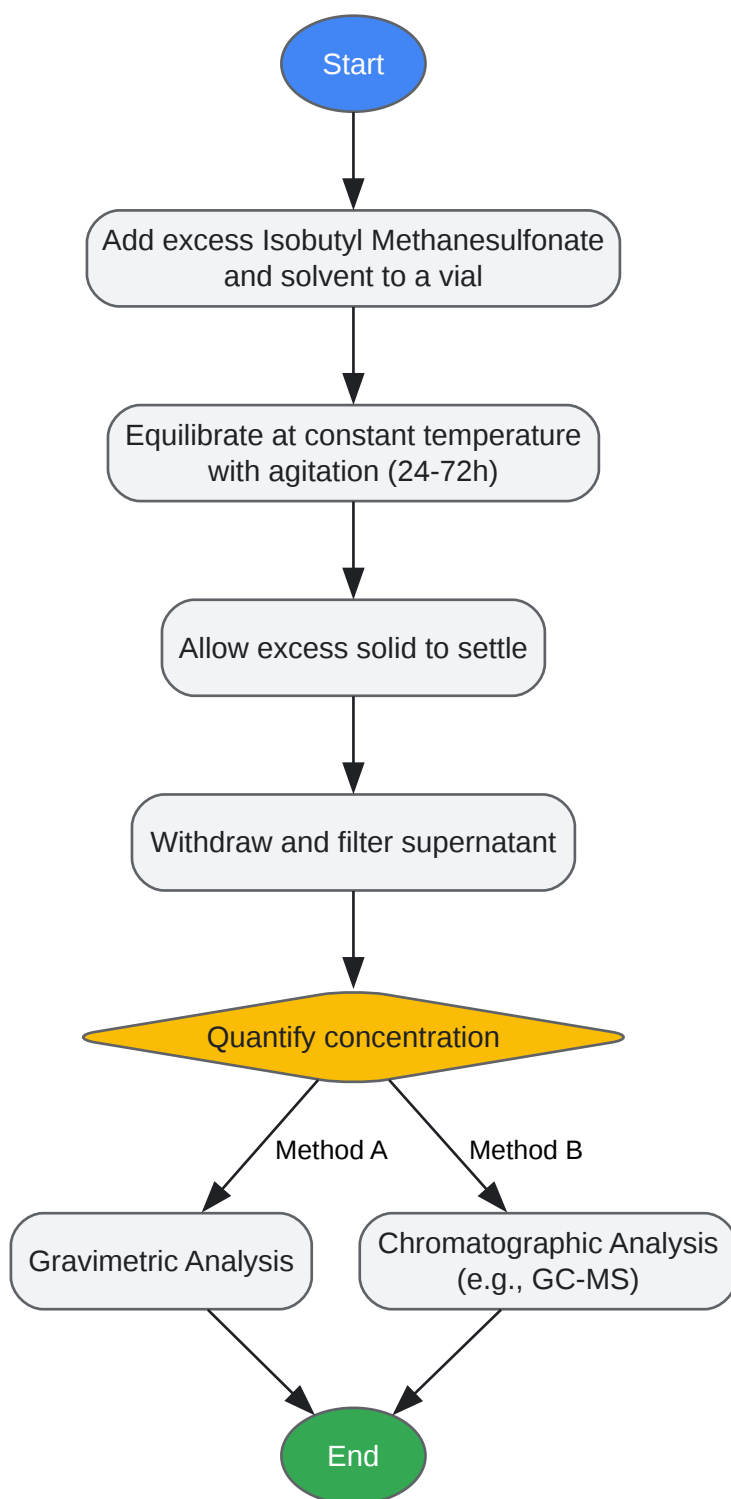 Start
Add excess Isobutyl Methanesulfonate
and solvent to a vial
Equilibrate at constant temperature
with agitation (24-72h)
Allow excess solid to settle
Withdraw and filter supernatant
Quantify concentration
Method A
Method B
Gravimetric Analysis
Chromatographic Analysis
(e.g., GC-MS)
End